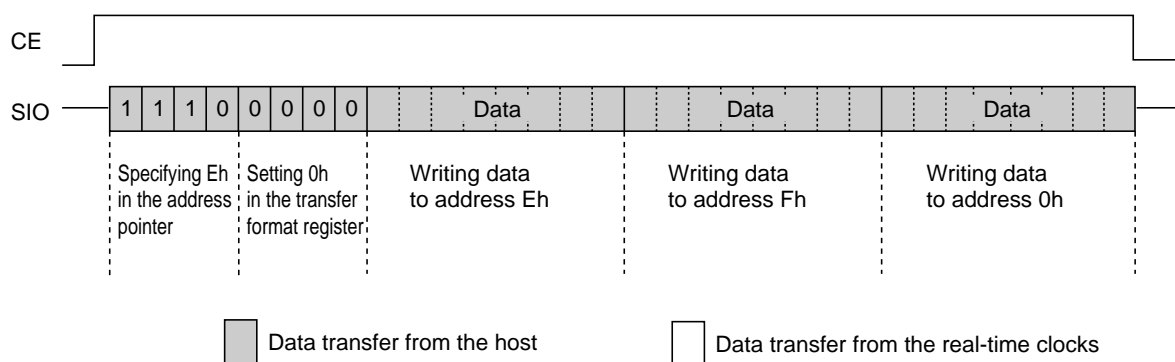 CE
SIO
1 1 1 0 0 0 0 0 Data Data Data
Specifying Eh
in the address
pointer
Setting 0h
in the transfer
format register
Writing data
to address Eh
Writing data
to address Fh
Writing data
to address 0h
Data transfer from the host
Data transfer from the real-time clocks